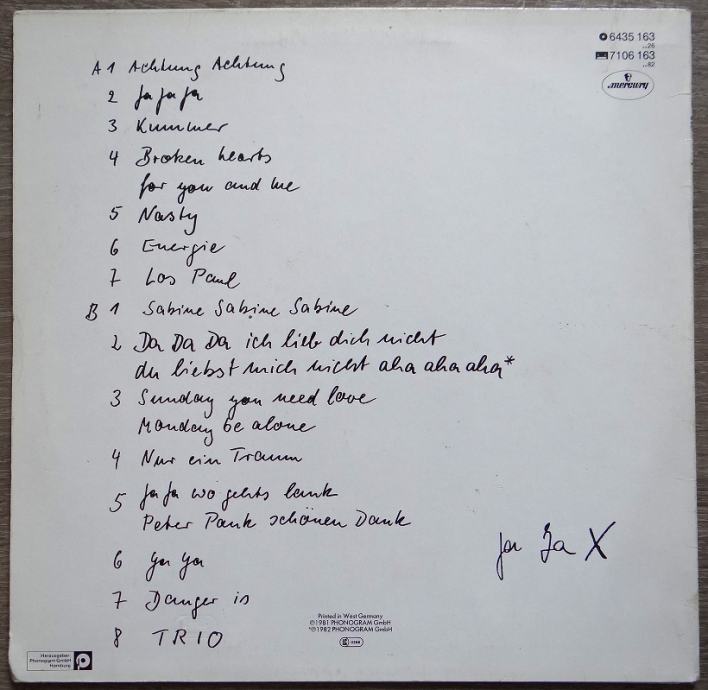 6435 163
..26
7106 163
..82
mercury
A 1 Achtung Achtung
2 Ja Ja Ja
3 Kummer
4 Broken hearts
for you and me
5 Nasty
6 Energie
7 Los Paul
B 1 Sabine Sabine Sabine
2 Da Da Da ich lieb dich nicht
du liebst mich nicht aha aha aha*
3 Sunday you need love
Monday be alone
4 Nur ein Traum
5 Ja Ja wo gehts lank
Peter Pank schönen Dank
6 Ya Ya
7 Danger is
8 TRIO
Ja Ja X
Printed in West Germany
℗1981 PHONOGRAM GmbH
*℗1982 PHONOGRAM GmbH
Herausgeber
Phonogram GmbH
Hamburg